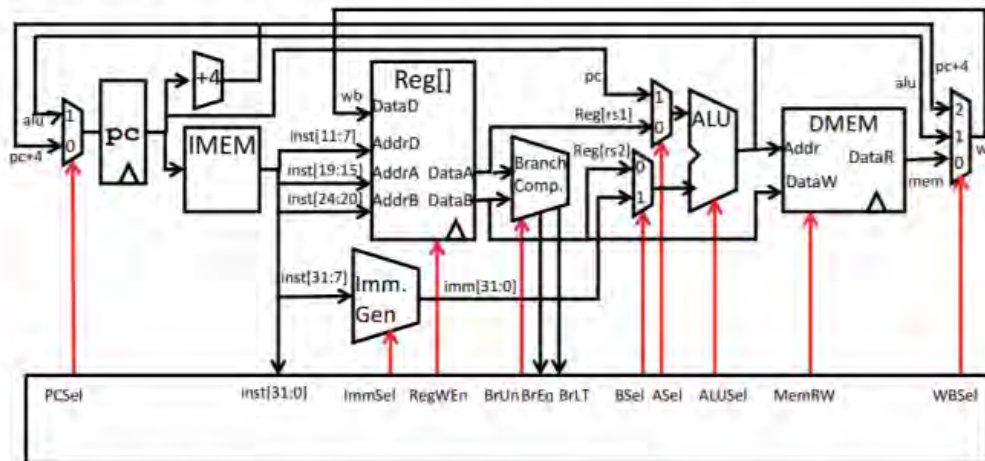 alu
1
0
pc+4
pc
+4
IMEM
inst[11:7]
inst[19:15]
inst[24:20]
inst[31:7]
wb
Reg[]
DataD
AddrD
AddrA
DataA
AddrB
DataB
Imm.
Gen
imm[31:0]
Branch
Comp.
pc
Reg[rs1]
1
0
Reg[rs2]
0
1
ALU
DMEM
Addr
DataR
DataW
mem
pc+4
alu
2
1
0
PCSel
inst[31:0]
ImmSel
RegWEn
BrUn
BrEq
BrLT
BSel
ASel
ALUSel
MemRW
WBSel